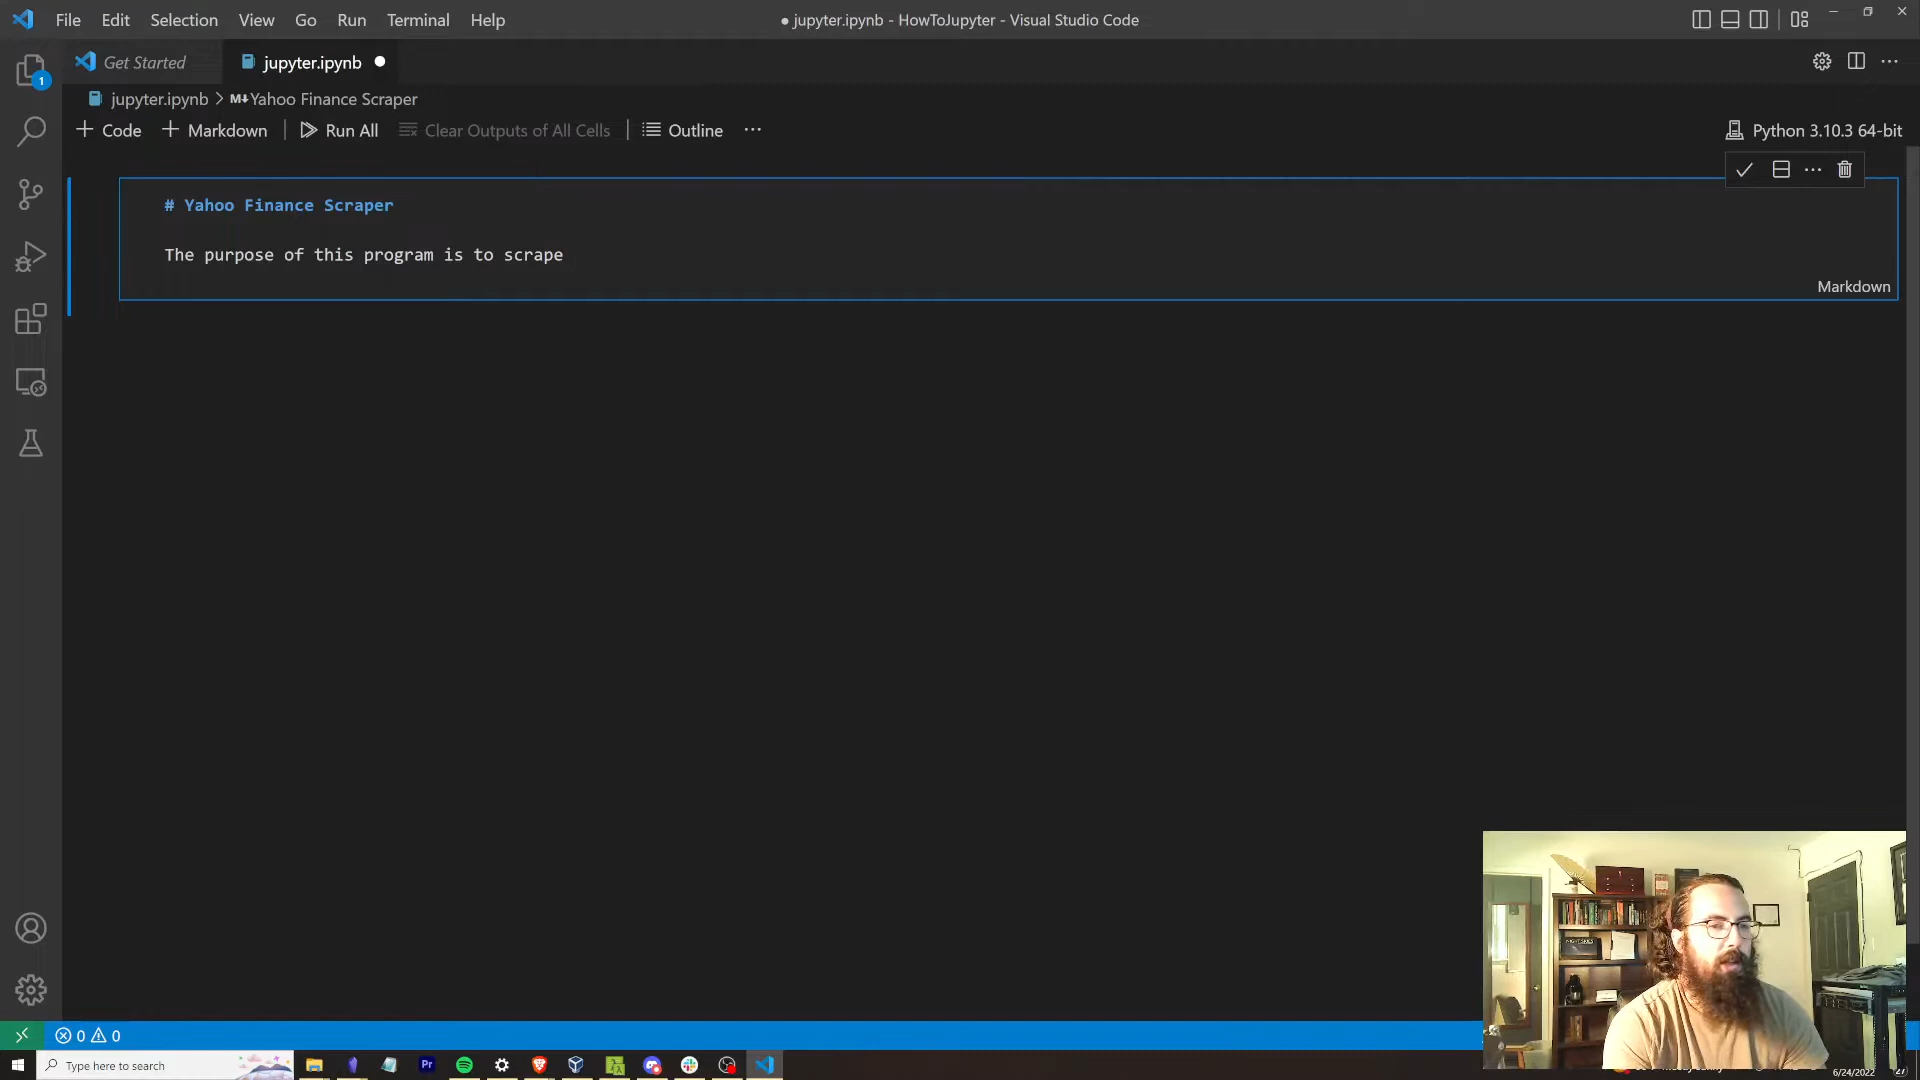 File Edit Selection View Go Run Terminal Help
● jupyter.ipynb - HowToJupyter - Visual Studio Code
1
Get Started
jupyter.ipynb ●
jupyter.ipynb > M↓ Yahoo Finance Scraper
+ Code + Markdown Run All Clear Outputs of All Cells Outline ...
Python 3.10.3 64-bit
# Yahoo Finance Scraper
The purpose of this program is to scrape
Markdown
0 0
Type here to search
Pr
6/24/2022
27